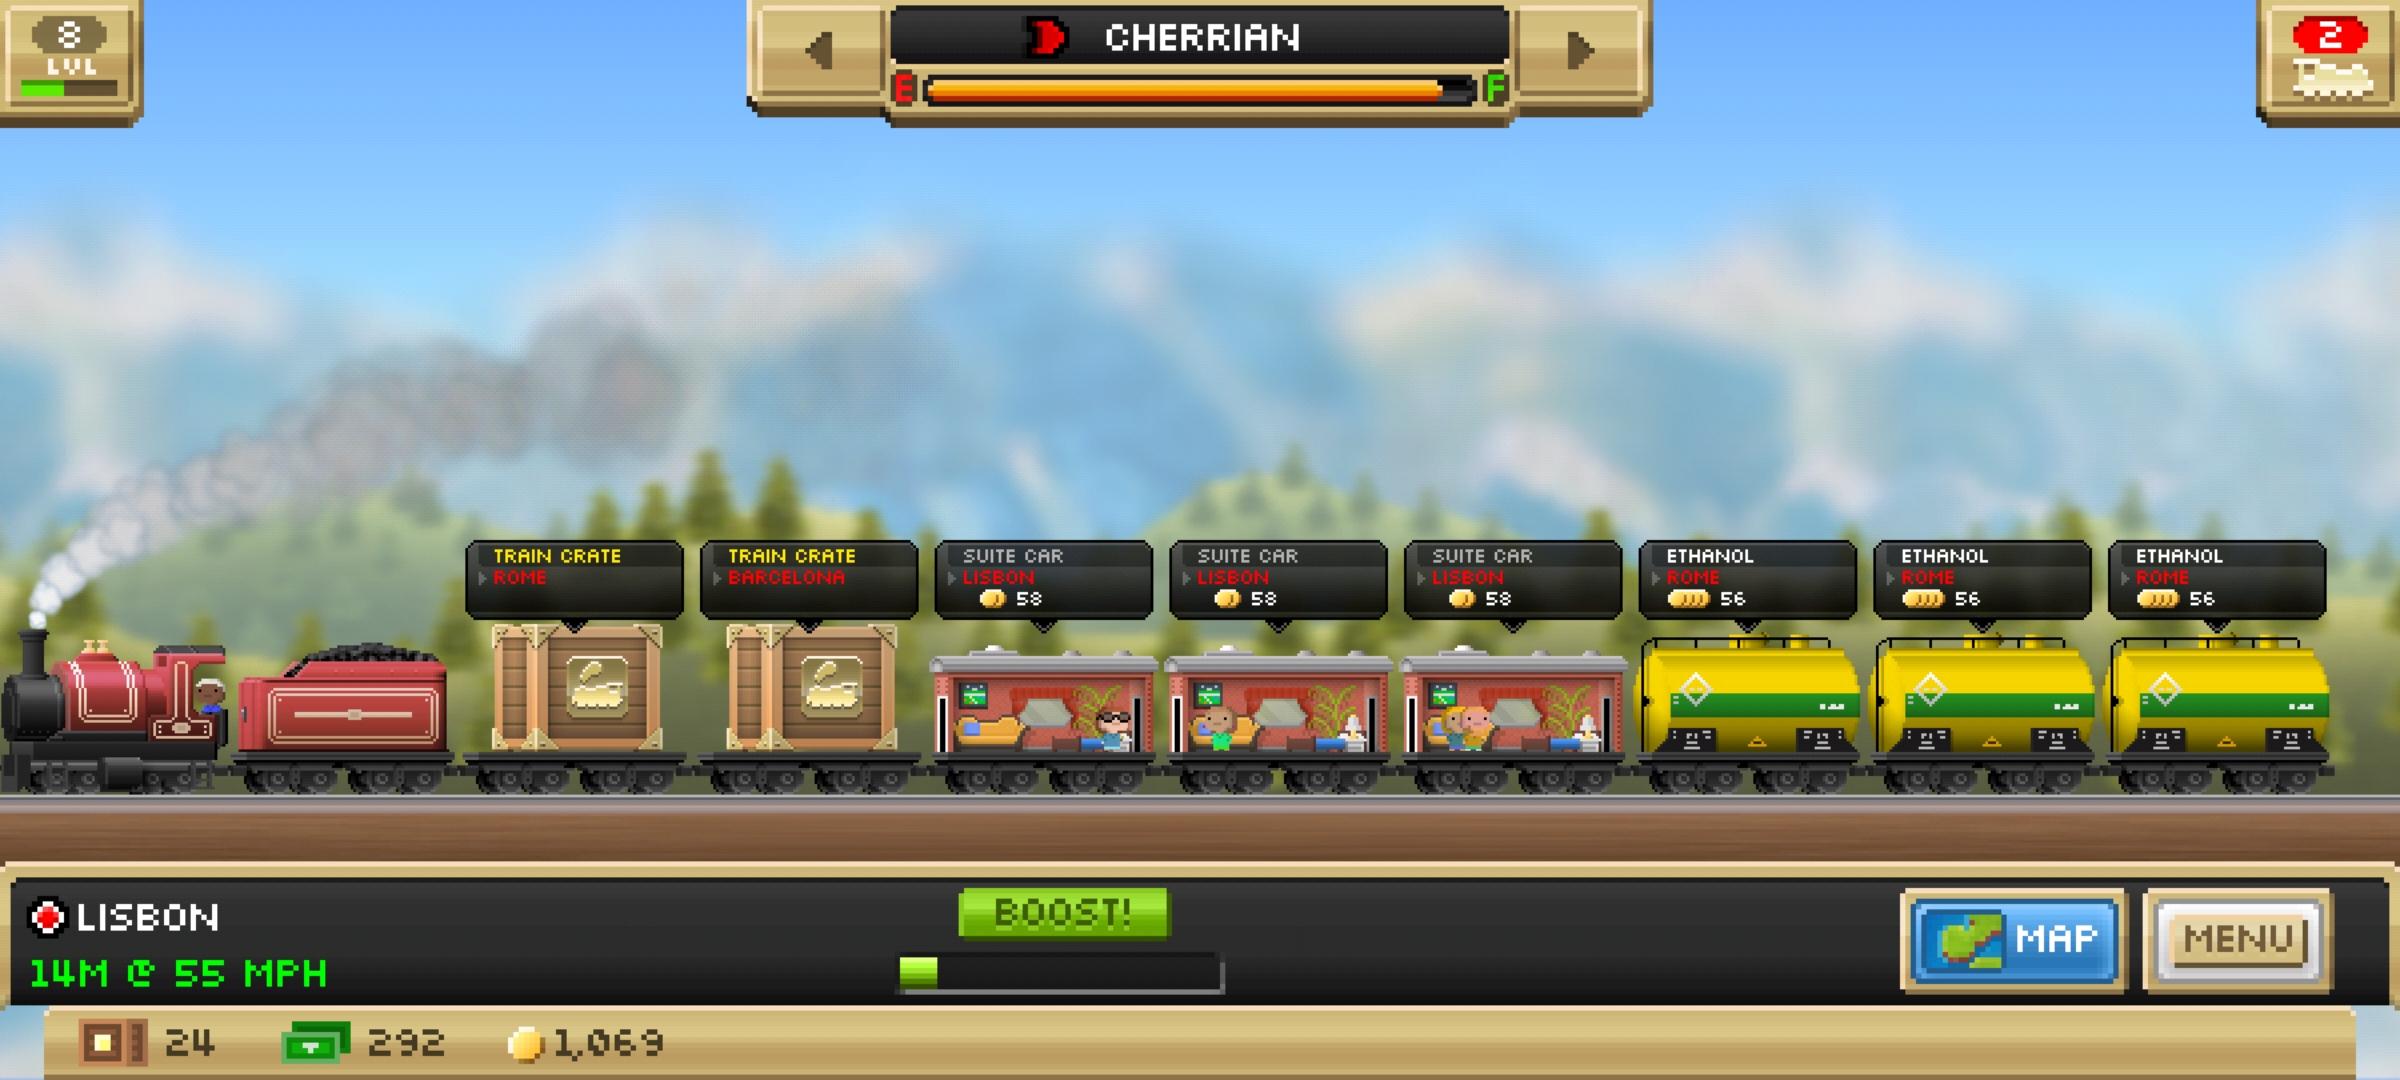 8
LVL
CHERRIAN
E F
2
TRAIN CRATE
ROME
TRAIN CRATE
BARCELONA
SUITE CAR
LISBON
58
SUITE CAR
LISBON
58
SUITE CAR
LISBON
58
ETHANOL
ROME
56
ETHANOL
ROME
56
ETHANOL
ROME
56
LISBON
14M @ 55 MPH
BOOST!
MAP
MENU
24
292
1,069